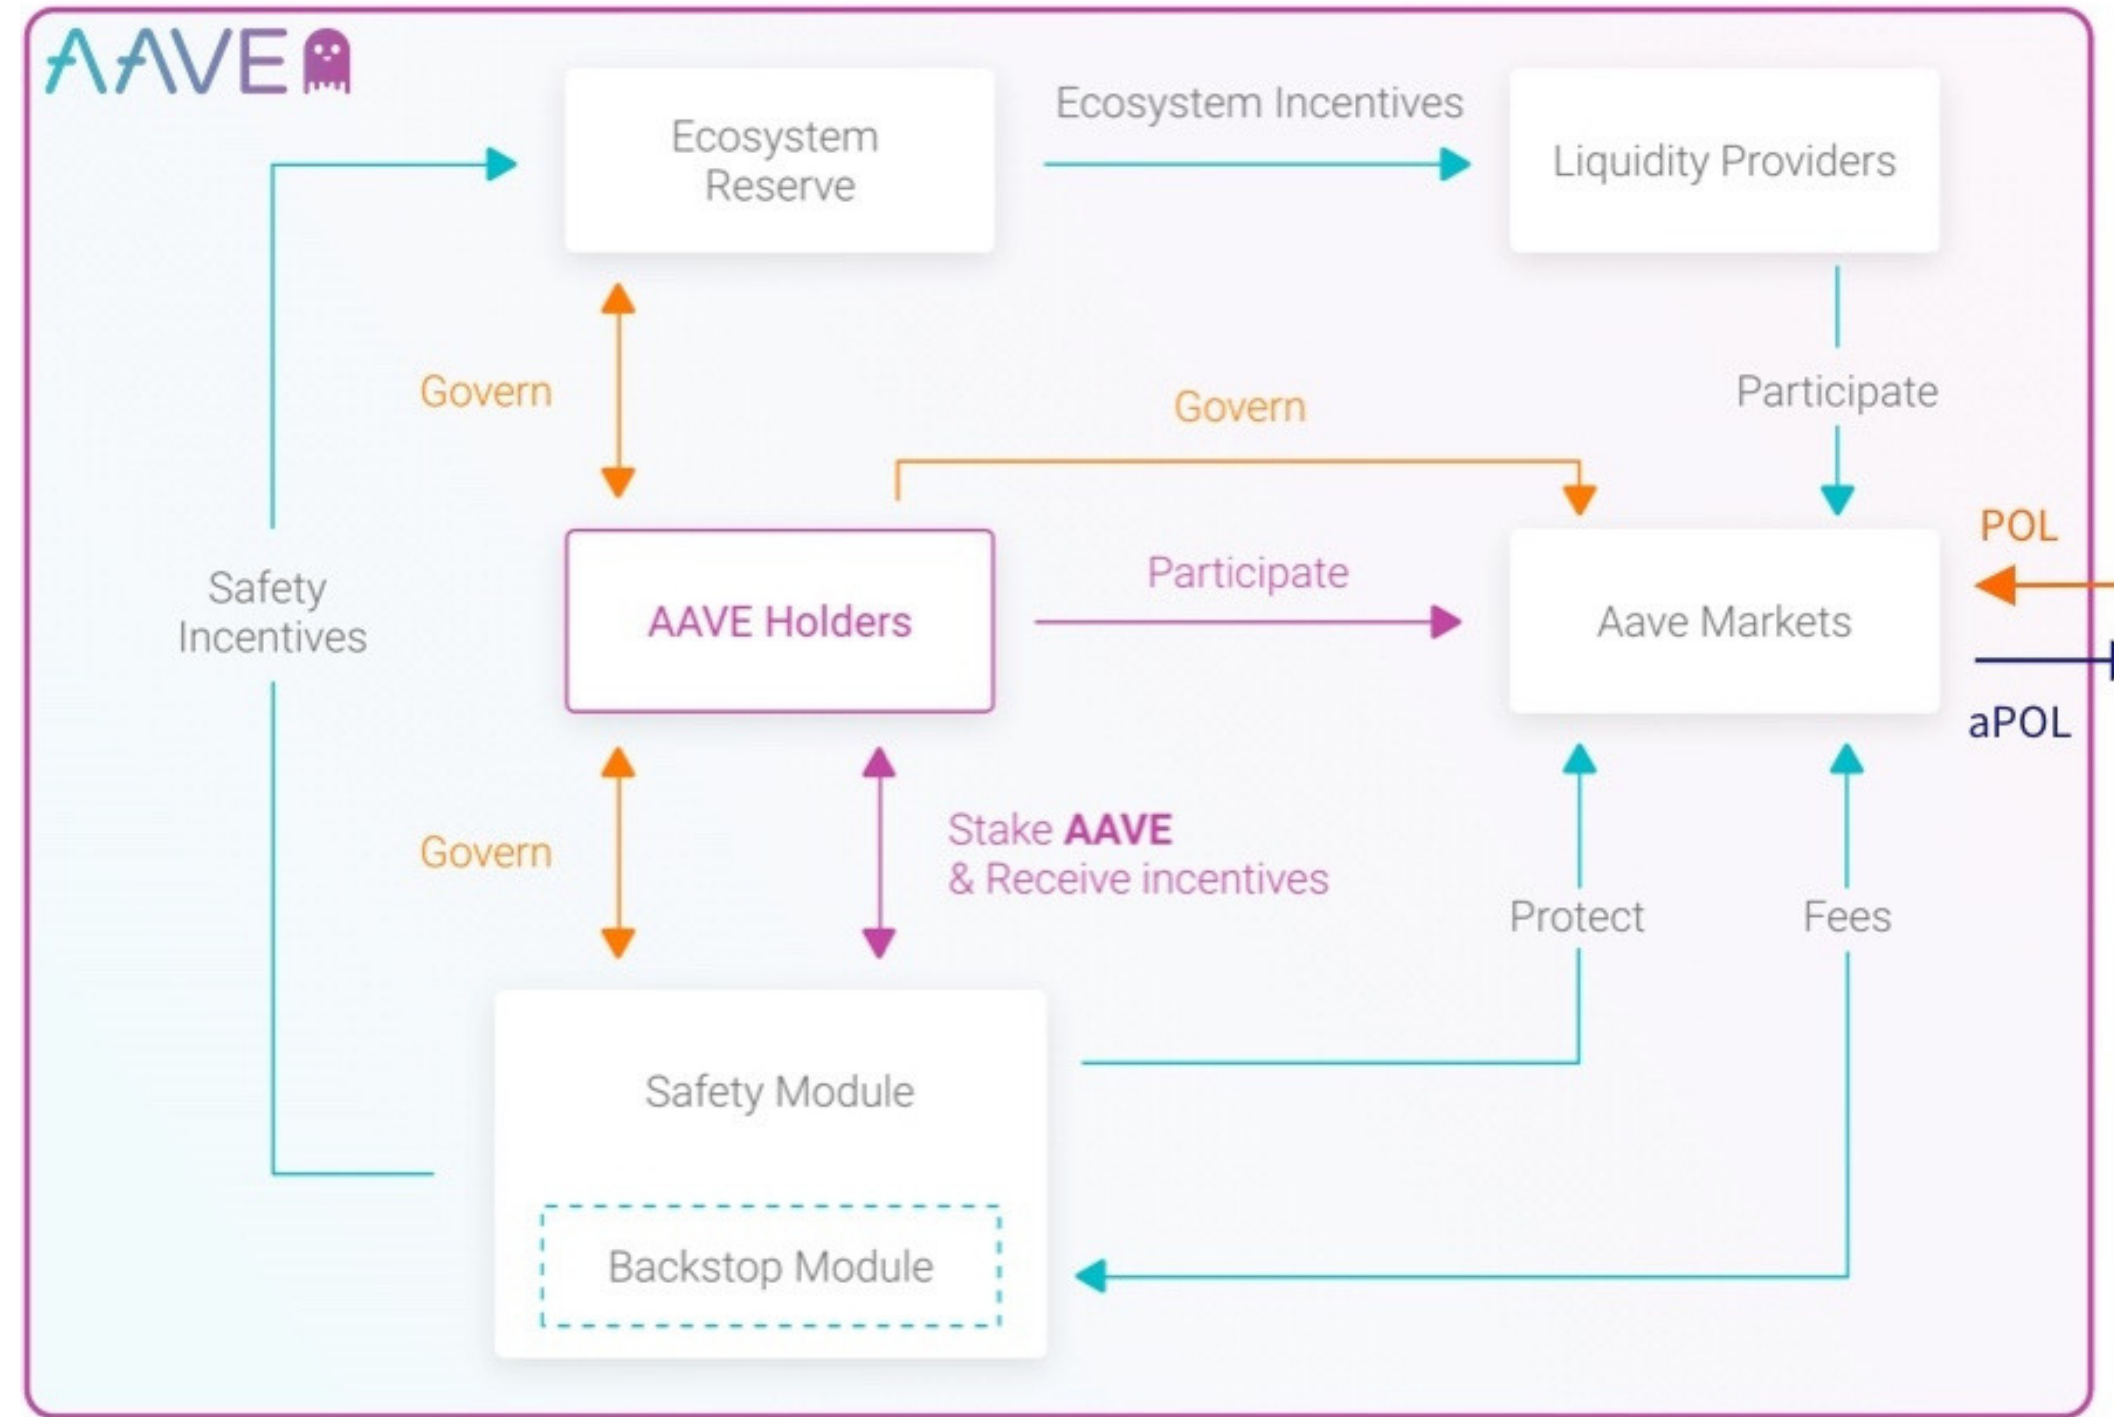 AAVE
Ecosystem
Reserve
Ecosystem Incentives
Liquidity Providers
Govern
Govern
Participate
POL
Safety
Incentives
AAVE Holders
Participate
Aave Markets
aPOL
Govern
Stake AAVE
& Receive incentives
Protect
Fees
Safety Module
Backstop Module